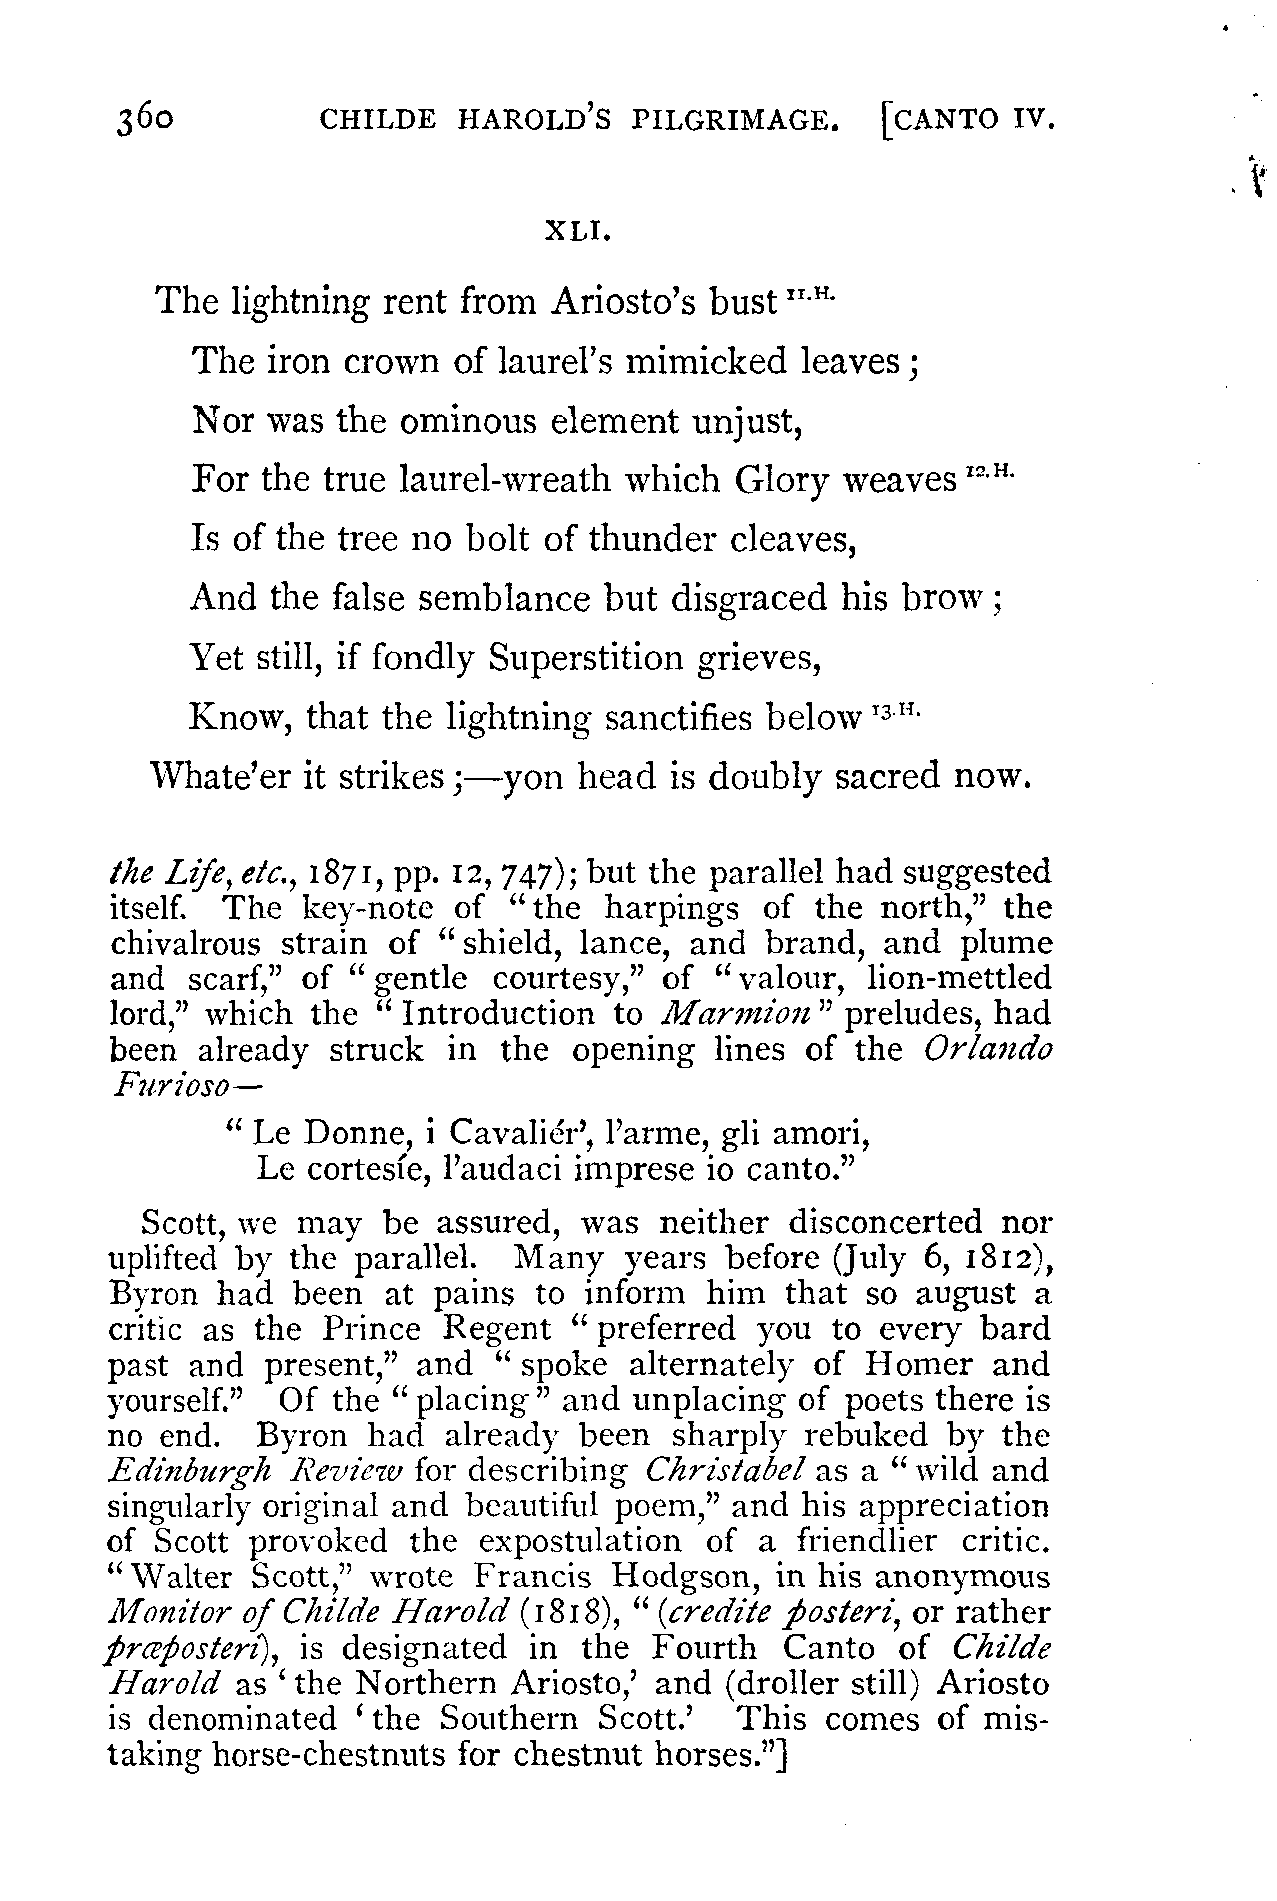 360 CHILDE HAROLD'S PILGRIMAGE. [CANTO IV.
XLI.
The lightning rent from Ariosto's bust 11.H.
The iron crown of laurel's mimicked leaves ;
Nor was the ominous element unjust,
For the true laurel-wreath which Glory weaves 12.H.
Is of the tree no bolt of thunder cleaves,
And the false semblance but disgraced his brow ;
Yet still, if fondly Superstition grieves,
Know, that the lightning sanctifies below 13.H.
Whate'er it strikes ;—yon head is doubly sacred now.
the Life, etc., 1871, pp. 12, 747); but the parallel had suggested
itself. The key-note of "the harpings of the north," the
chivalrous strain of "shield, lance, and brand, and plume
and scarf," of "gentle courtesy," of "valour, lion-mettled
lord," which the "Introduction to Marmion" preludes, had
been already struck in the opening lines of the Orlando
Furioso—
"Le Donne, i Cavaliér', l'arme, gli amori,
Le cortesíe, l'audaci imprese io canto."
Scott, we may be assured, was neither disconcerted nor
uplifted by the parallel. Many years before (July 6, 1812),
Byron had been at pains to inform him that so august a
critic as the Prince Regent "preferred you to every bard
past and present," and "spoke alternately of Homer and
yourself." Of the "placing" and unplacing of poets there is
no end. Byron had already been sharply rebuked by the
Edinburgh Review for describing Christabel as a "wild and
singularly original and beautiful poem," and his appreciation
of Scott provoked the expostulation of a friendlier critic.
"Walter Scott," wrote Francis Hodgson, in his anonymous
Monitor of Childe Harold (1818), "(credite posteri, or rather
præposteri), is designated in the Fourth Canto of Childe
Harold as 'the Northern Ariosto,' and (droller still) Ariosto
is denominated 'the Southern Scott.' This comes of mis-
taking horse-chestnuts for chestnut horses."]